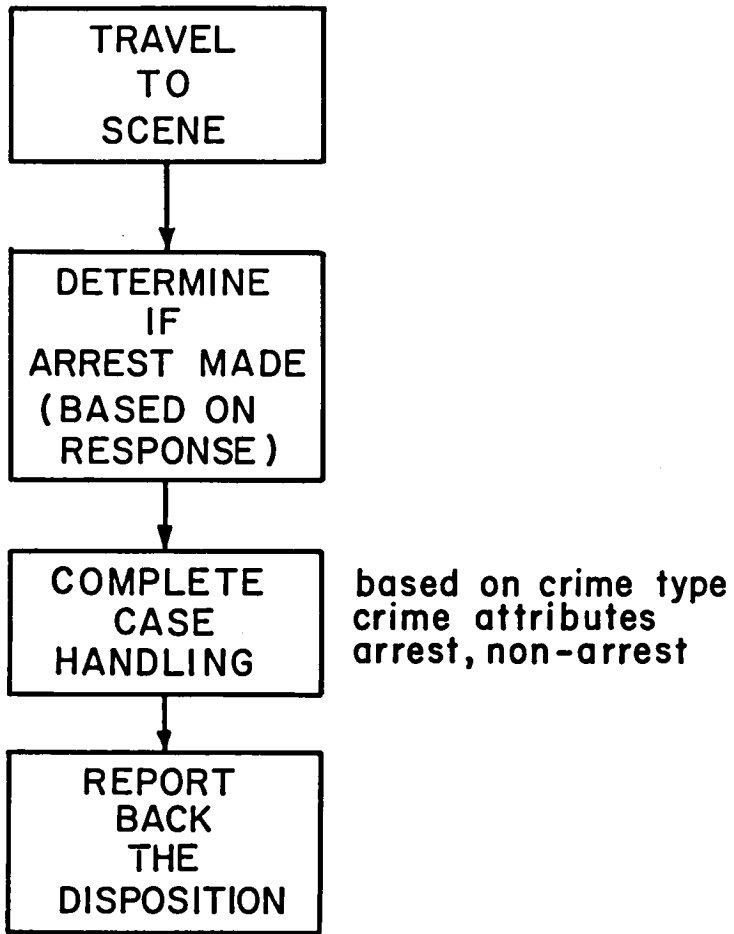 TRAVEL
TO
SCENE
DETERMINE
IF
ARREST MADE
(BASED ON
RESPONSE)
COMPLETE
CASE
HANDLING
based on crime type
crime attributes
arrest, non-arrest
REPORT
BACK
THE
DISPOSITION